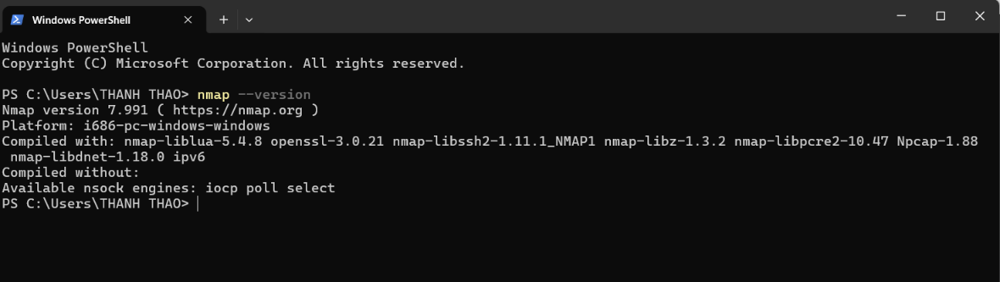 Windows PowerShell
Windows PowerShell
Copyright (C) Microsoft Corporation. All rights reserved.
PS C:\Users\THANH THAO> nmap --version
Nmap version 7.991 ( https://nmap.org )
Platform: i686-pc-windows-windows
Compiled with: nmap-liblua-5.4.8 openssl-3.0.21 nmap-libssh2-1.11.1_NMAP1 nmap-libz-1.3.2 nmap-libpcre2-10.47 Npcap-1.88
nmap-libdnet-1.18.0 ipv6
Compiled without:
Available nsock engines: iocp poll select
PS C:\Users\THANH THAO>